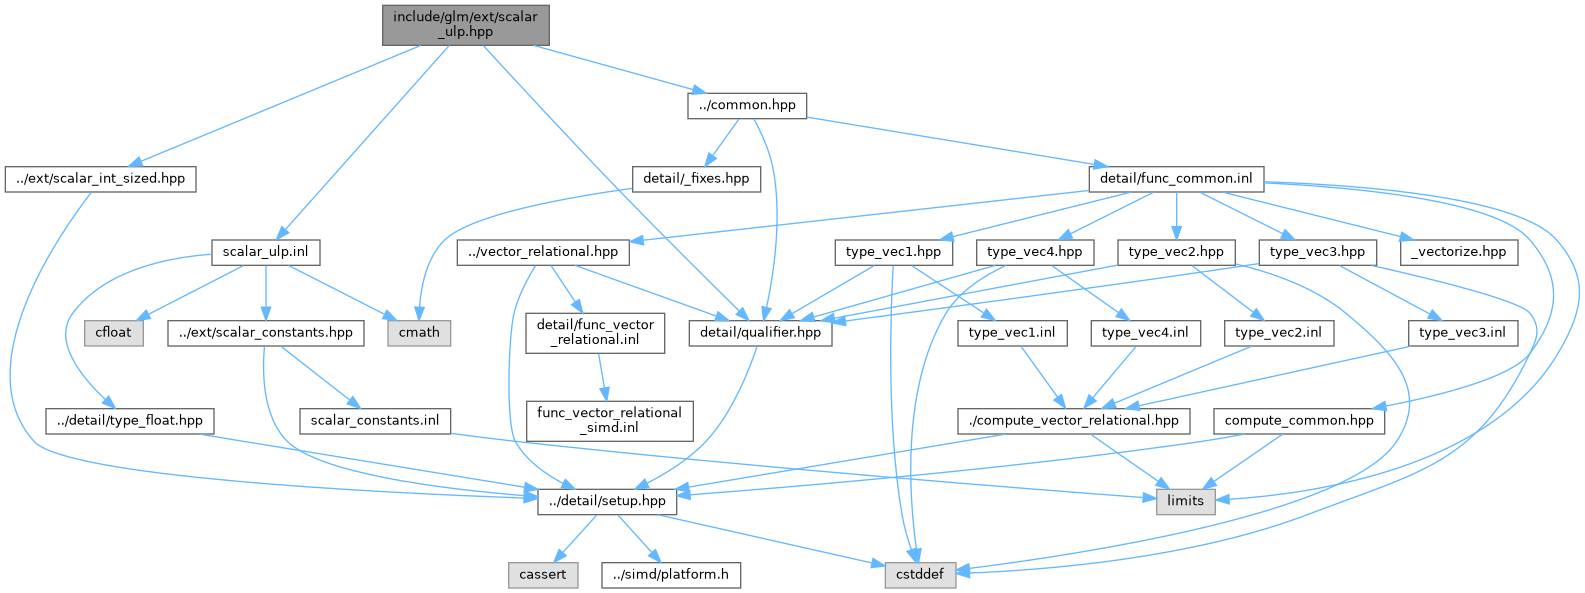 include/glm/ext/scalar
_ulp.hpp
../common.hpp
../ext/scalar_int_sized.hpp
detail/_fixes.hpp
detail/func_common.inl
scalar_ulp.inl
../vector_relational.hpp
type_vec1.hpp
type_vec4.hpp
type_vec2.hpp
type_vec3.hpp
_vectorize.hpp
cfloat
../ext/scalar_constants.hpp
cmath
detail/func_vector
_relational.inl
detail/qualifier.hpp
type_vec1.inl
type_vec4.inl
type_vec2.inl
type_vec3.inl
../detail/type_float.hpp
scalar_constants.inl
func_vector_relational
_simd.inl
./compute_vector_relational.hpp
compute_common.hpp
../detail/setup.hpp
limits
cassert
../simd/platform.h
cstddef